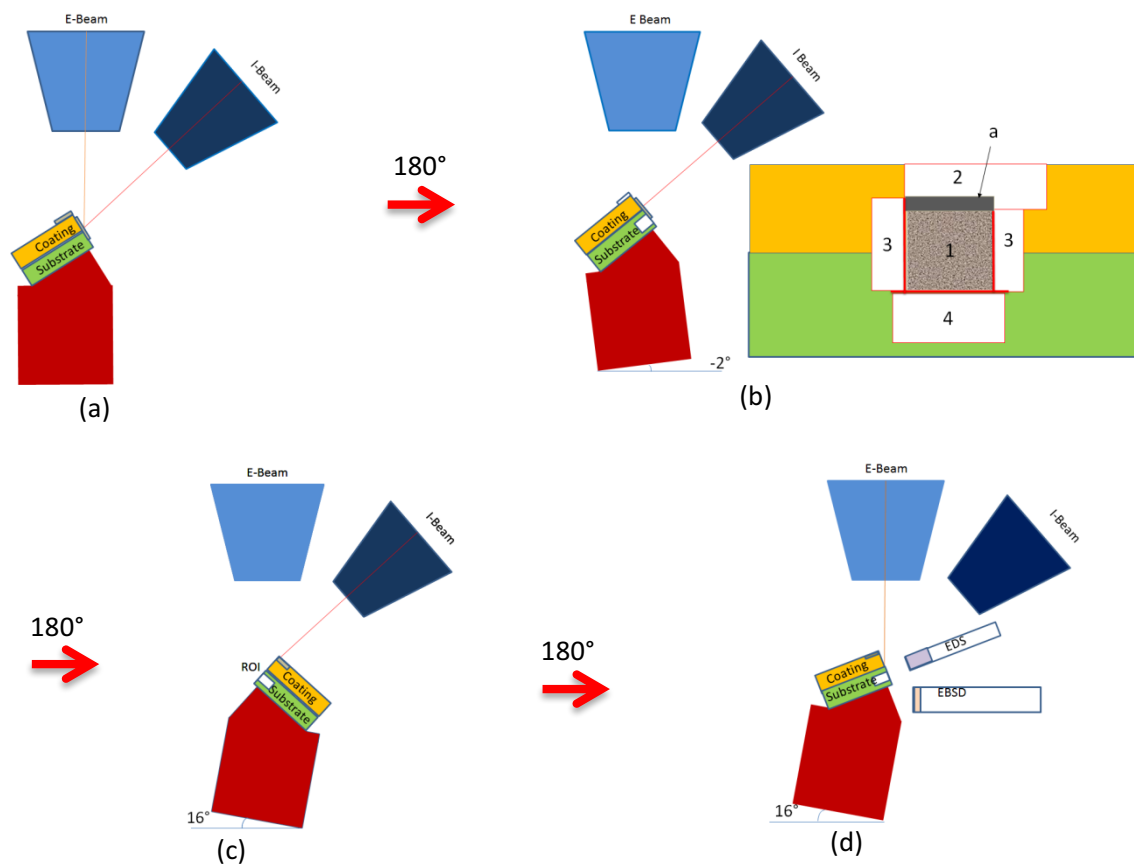 E-Beam
I-Beam
Coating
Substrate
(a)
180°
E Beam
I Beam
Coating
Substrate
-2°
a
2
3
1
3
4
(b)
180°
E-Beam
I-Beam
ROI
Coating
Substrate
16°
(c)
180°
E-Beam
I-Beam
EDS
EBSD
Coating
Substrate
16°
(d)